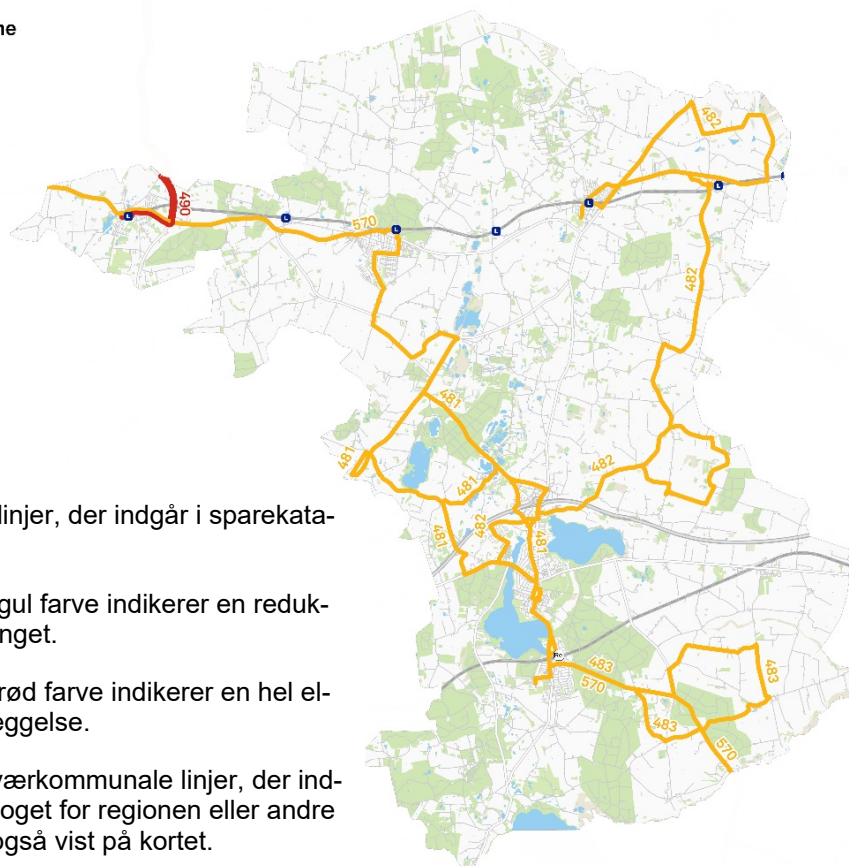 ne
482
490
570
482
481
481
482
481
482
481
481
linjer, der indgår i sparekata-
gul farve indikerer en reduk-
nget.
483
570
483
483
570
rød farve indikerer en hel el-
eggelse.
værkommunale linjer, der ind-
oget for regionen eller andre
også vist på kortet.